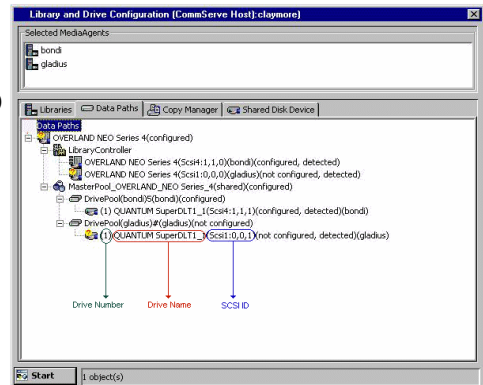 Library and Drive Configuration (CommServe Host):claymore)
Selected MediaAgents
bondi
gladius
Libraries Data Paths Copy Manager Shared Disk Device
Data Paths
OVERLAND NEO Series 4(configured)
LibraryController
OVERLAND NEO Series 4(Scsi4:1,1,0)(bondi)(configured, detected)
OVERLAND NEO Series 4(Scsi1:0,0,0)(gladius)(not configured, detected)
MasterPool_OVERLAND_NEO Series_4(shared)(configured)
DrivePool(bondi)5(bondi)(configured)
(1) QUANTUM SuperDLT1_1(Scsi4:1,1,1)(configured, detected)(bondi)
DrivePool(gladius)#(gladius)(not configured)
(1)(QUANTUM SuperDLT1_)(Scsi1:0,0,1)(not configured, detected)(gladius)
Drive Number Drive Name SCSI ID
Start 1 object(s)